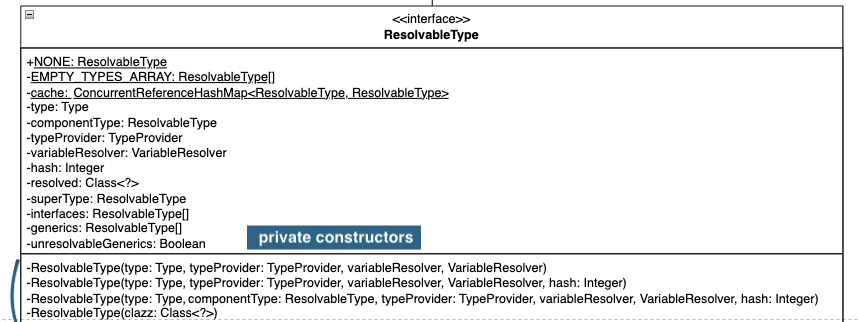 <<interface>>
ResolvableType
+NONE: ResolvableType
-EMPTY_TYPES_ARRAY: ResolvableType[]
-cache: ConcurrentReferenceHashMap<ResolvableType, ResolvableType>
-type: Type
-componentType: ResolvableType
-typeProvider: TypeProvider
-variableResolver: VariableResolver
-hash: Integer
-resolved: Class<?>
-superType: ResolvableType
-interfaces: ResolvableType[]
-generics: ResolvableType[]
-unresolvableGenerics: Boolean
private constructors
-ResolvableType(type: Type, typeProvider: TypeProvider, variableResolver, VariableResolver)
-ResolvableType(type: Type, typeProvider: TypeProvider, variableResolver, VariableResolver, hash: Integer)
-ResolvableType(type: Type, componentType: ResolvableType, typeProvider: TypeProvider, variableResolver, VariableResolver, hash: Integer)
-ResolvableType(clazz: Class<?>)